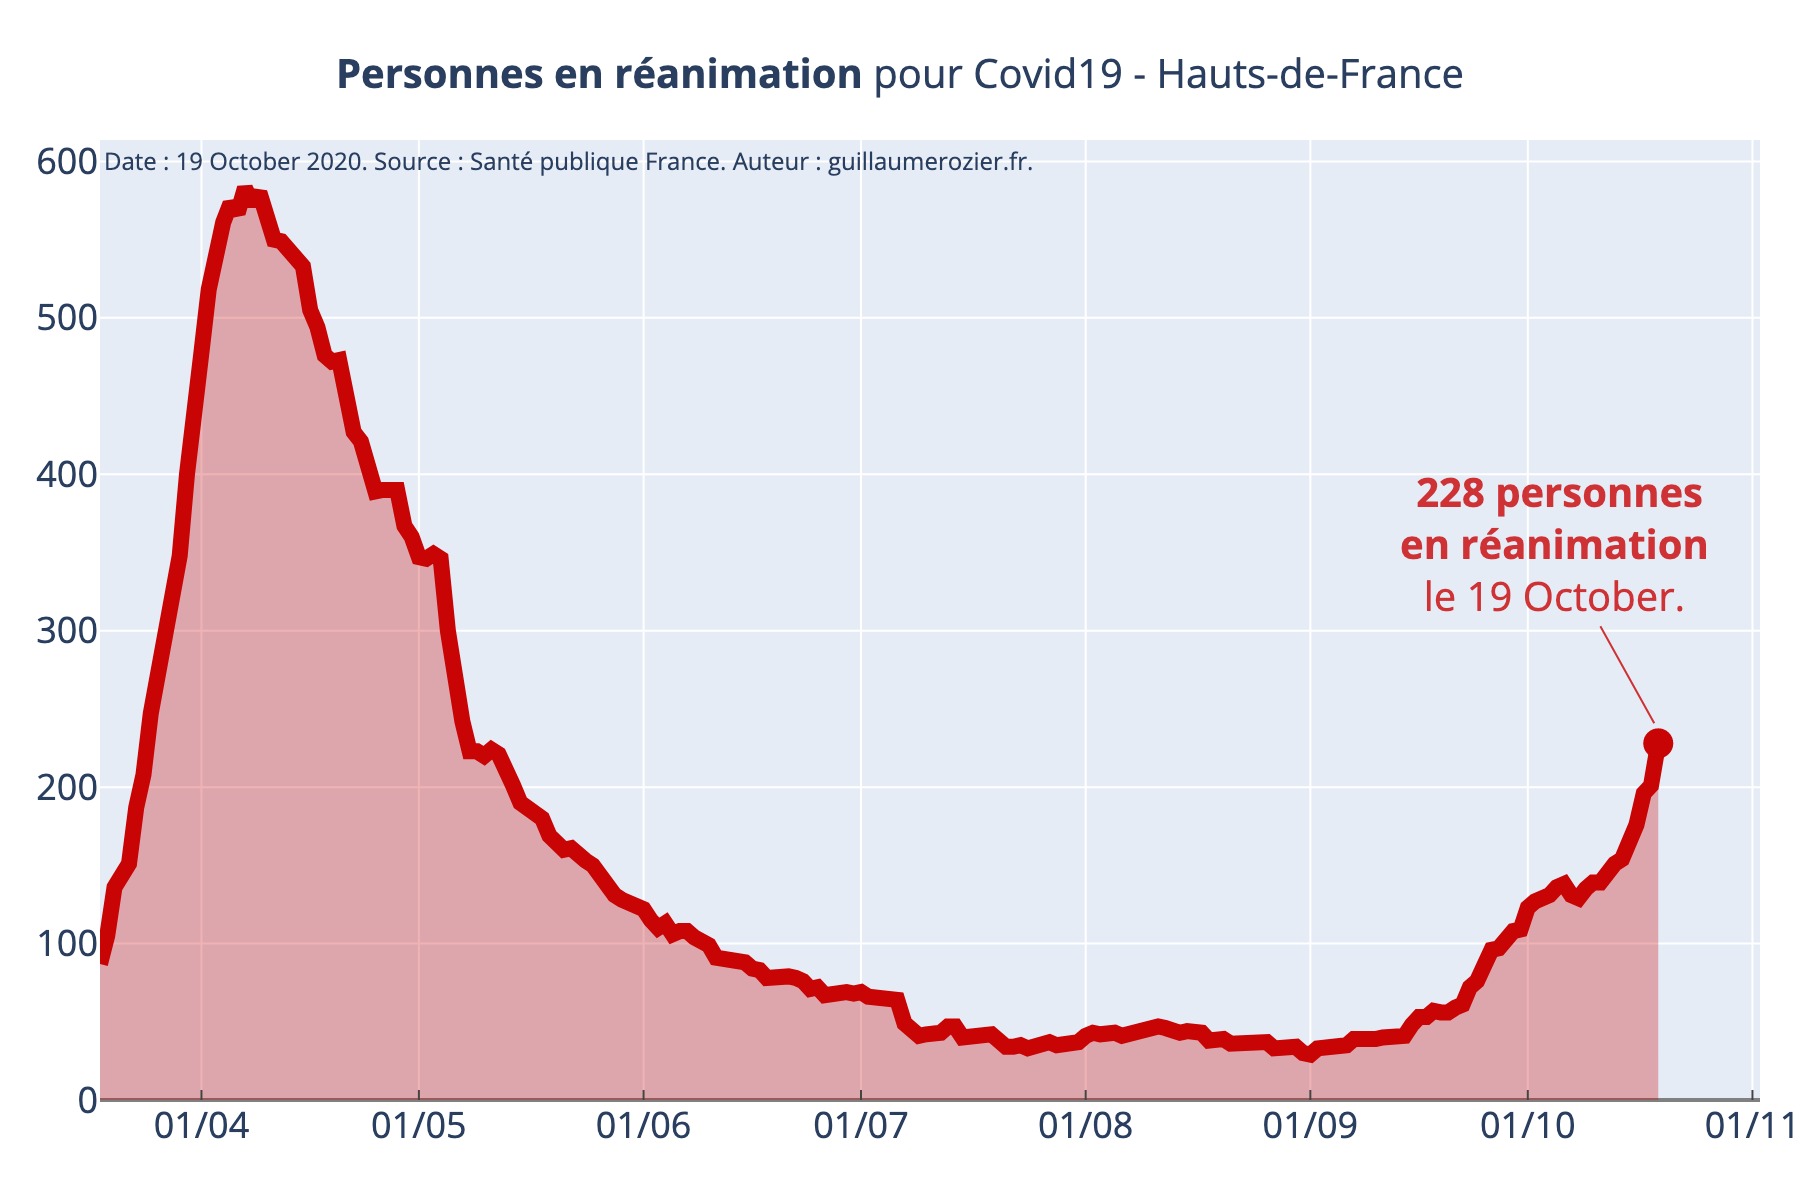 Personnes en réanimation pour Covid19 - Hauts-de-France
600
Date : 19 October 2020. Source : Santé publique France. Auteur : guillaumerozier.fr.
500
400
300
200
100
0
228 personnes
en réanimation
le 19 October.
01/04 01/05 01/06 01/07 01/08 01/09 01/10 01/11